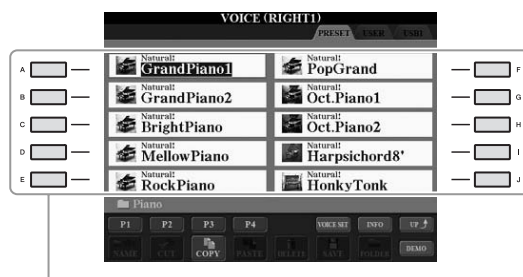 VOICE (RIGHT1)
PRESET USER USB1
A Natural! GrandPiano1 Natural! PopGrand F
B Natural! GrandPiano2 Natural! Oct.Piano1 G
C Natural! BrightPiano Natural! Oct.Piano2 H
D Natural! MellowPiano Natural! Harpsichord8' I
E Natural! RockPiano Natural! HonkyTonk J
Piano
P1 P2 P3 P4 VOICE SET INFO UP
NAME CUT COPY PASTE DELETE SAVE FOLDER DEMO